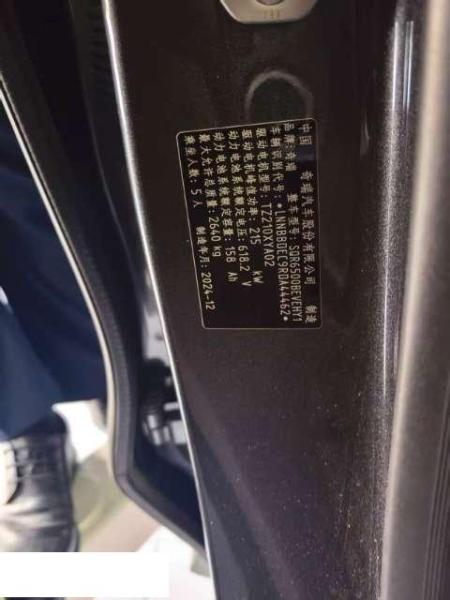 中国 奇瑞汽车股份有限公司 制造
品牌:奇瑞 整车型号:SQR6500BEVEHY1
车辆识别代号:*LNNBBDEC9RDA44462*
驱动电机型号:TZ210XYA02
驱动电机峰值功率:215 kW
动力电池系统额定电压:618.2 V
动力电池系统额定容量:158 Ah
最大允许总质量:2640 kg
乘坐人数:5 人 制造年月:2024-12